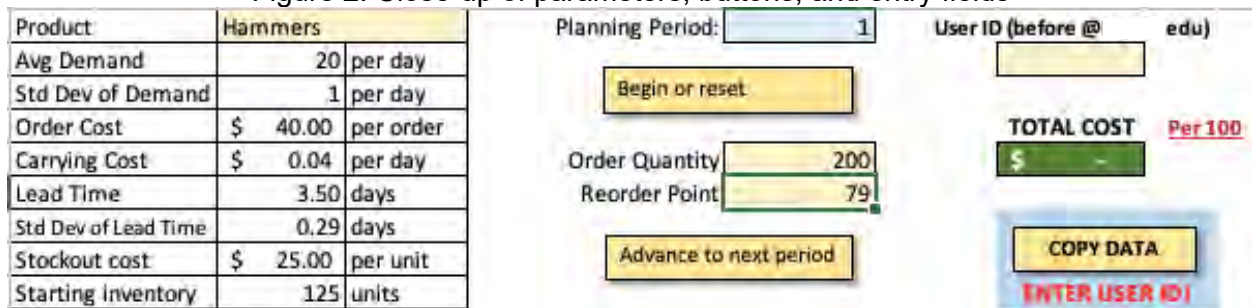 Figure 2. Close-up of parameters, buttons, and entry fields
Product Hammers
Avg Demand 20 per day
Std Dev of Demand 1 per day
Order Cost $ 40.00 per order
Carrying Cost $ 0.04 per day
Lead Time 3.50 days
Std Dev of Lead Time 0.29 days
Stockout cost $ 25.00 per unit
Starting inventory 125 units
Planning Period: 1
Begin or reset
Order Quantity 200
Reorder Point 79
Advance to next period
User ID (before @ edu)
TOTAL COST Per 100
$ -
COPY DATA
ENTER USER ID!